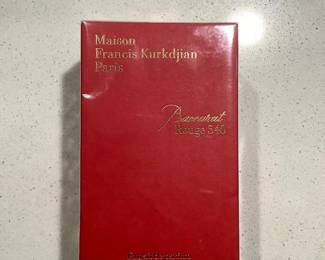 Maison
Francis Kurkdjian
Paris
Baccarat
Rouge 540